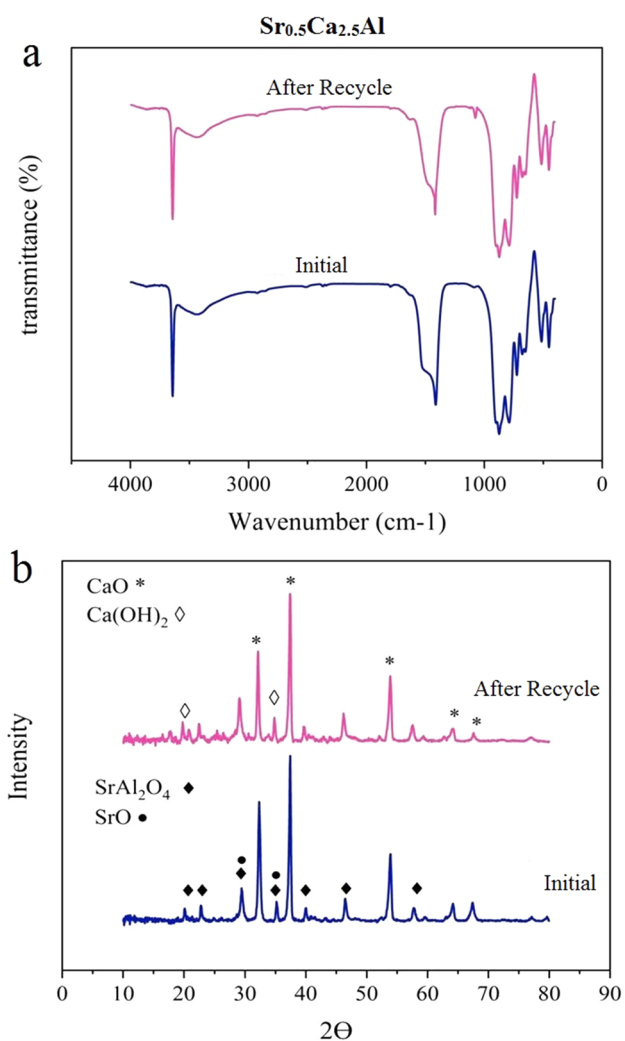 Sr₀.₅Ca₂.₅Al
a
After Recycle
Initial
transmittance (%)
4000 3000 2000 1000 0
Wavenumber (cm-1)
b
CaO *
Ca(OH)₂ ◊
After Recycle
SrAl₂O₄ ◆
SrO ●
Initial
Intensity
0 10 20 30 40 50 60 70 80 90
2Ɵ